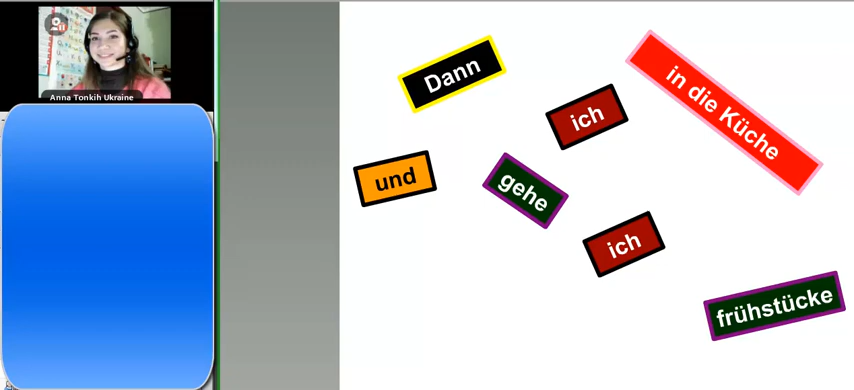 Anna Tonkih Ukraine
Dann
in die Küche
ich
und
gehe
ich
frühstücke